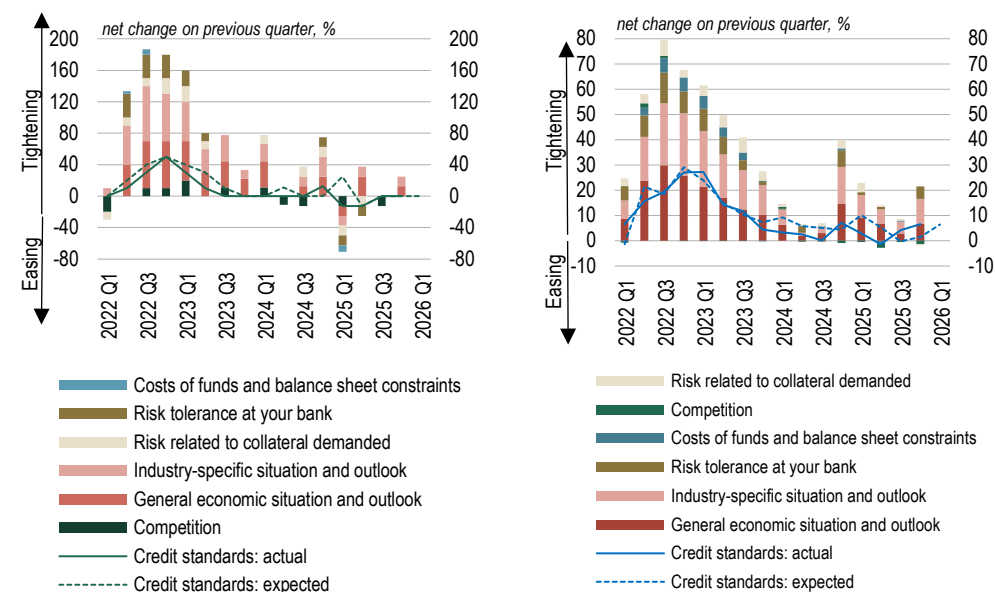 net change on previous quarter, %
200 200
160 160
120 120
80 80
40 40
0 0
-40 -40
-80 -80
Tightening
Easing
2022 Q1
2022 Q3
2023 Q1
2023 Q3
2024 Q1
2024 Q3
2025 Q1
2025 Q3
2026 Q1
Costs of funds and balance sheet constraints
Risk tolerance at your bank
Risk related to collateral demanded
Industry-specific situation and outlook
General economic situation and outlook
Competition
Credit standards: actual
Credit standards: expected
net change on previous quarter, %
80 80
70 70
60 60
50 50
40 40
30 30
20 20
10 10
0 0
-10 -10
Tightening
Easing
2022 Q1
2022 Q3
2023 Q1
2023 Q3
2024 Q1
2024 Q3
2025 Q1
2025 Q3
2026 Q1
Risk related to collateral demanded
Competition
Costs of funds and balance sheet constraints
Risk tolerance at your bank
Industry-specific situation and outlook
General economic situation and outlook
Credit standards: actual
Credit standards: expected